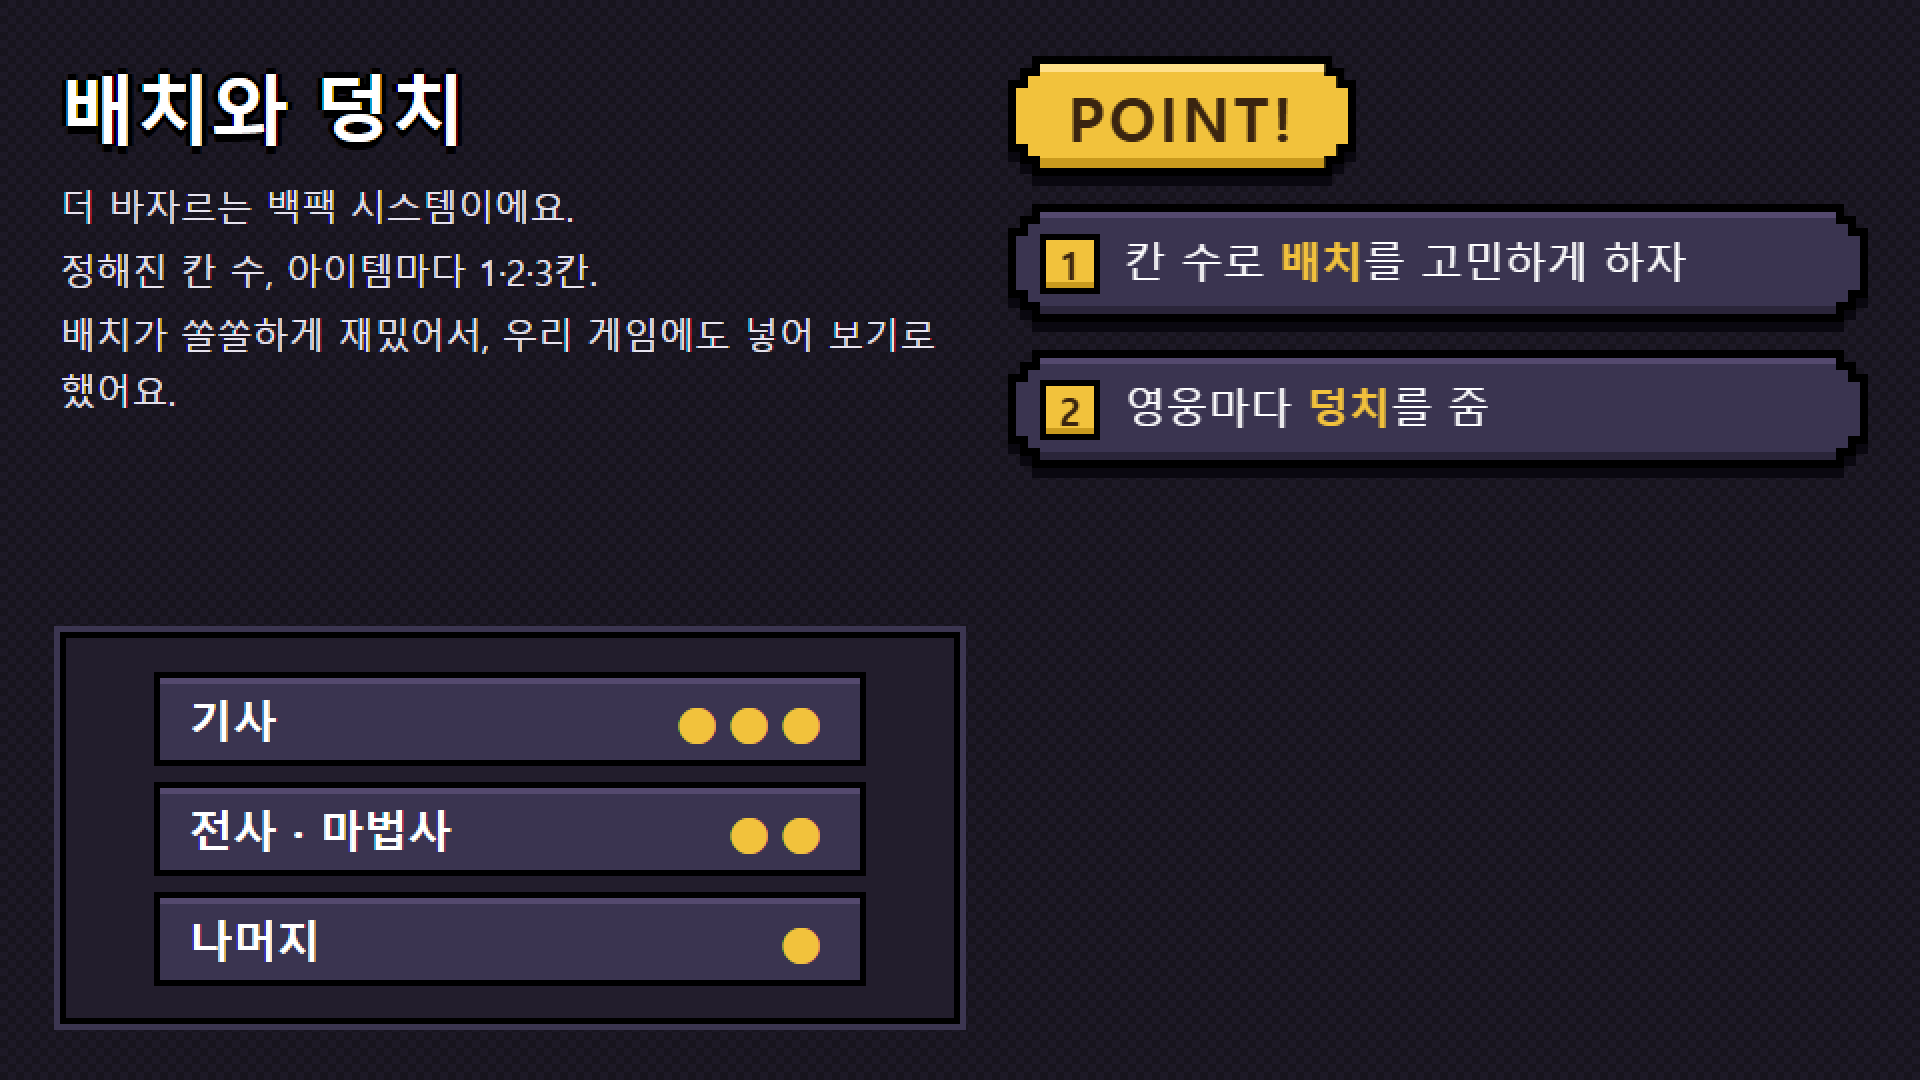 배치와 덩치
더 바자르는 백팩 시스템이에요.
정해진 칸 수, 아이템마다 1·2·3칸.
배치가 쏠쏠하게 재밌어서, 우리 게임에도 넣어 보기로
했어요.
POINT!
1 칸 수로 배치를 고민하게 하자
2 영웅마다 덩치를 줌
기사
전사 · 마법사
나머지